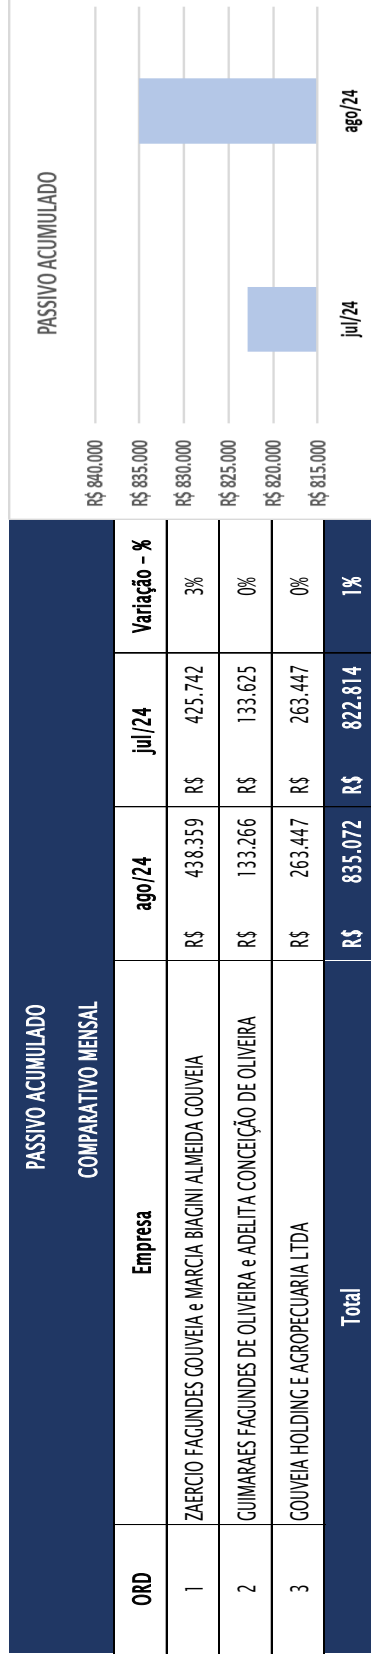 PASSIVO ACUMULADO
COMPARATIVO MENSAL
ORD Empresa ago/24 jul/24 Variação – %
1 ZAERCIO FAGUNDES GOUVEIA e MARCIA BIAGINI ALMEIDA GOUVEIA R$ 438.359 R$ 425.742 3%
2 GUIMARAES FAGUNDES DE OLIVEIRA e ADELITA CONCEIÇÃO DE OLIVEIRA R$ 133.266 R$ 133.625 0%
3 GOUVEIA HOLDING E AGROPECUARIA LTDA R$ 263.447 R$ 263.447 0%
Total R$ 835.072 R$ 822.814 1%
PASSIVO ACUMULADO
R$ 840.000
R$ 835.000
R$ 830.000
R$ 825.000
R$ 820.000
R$ 815.000
jul/24 ago/24